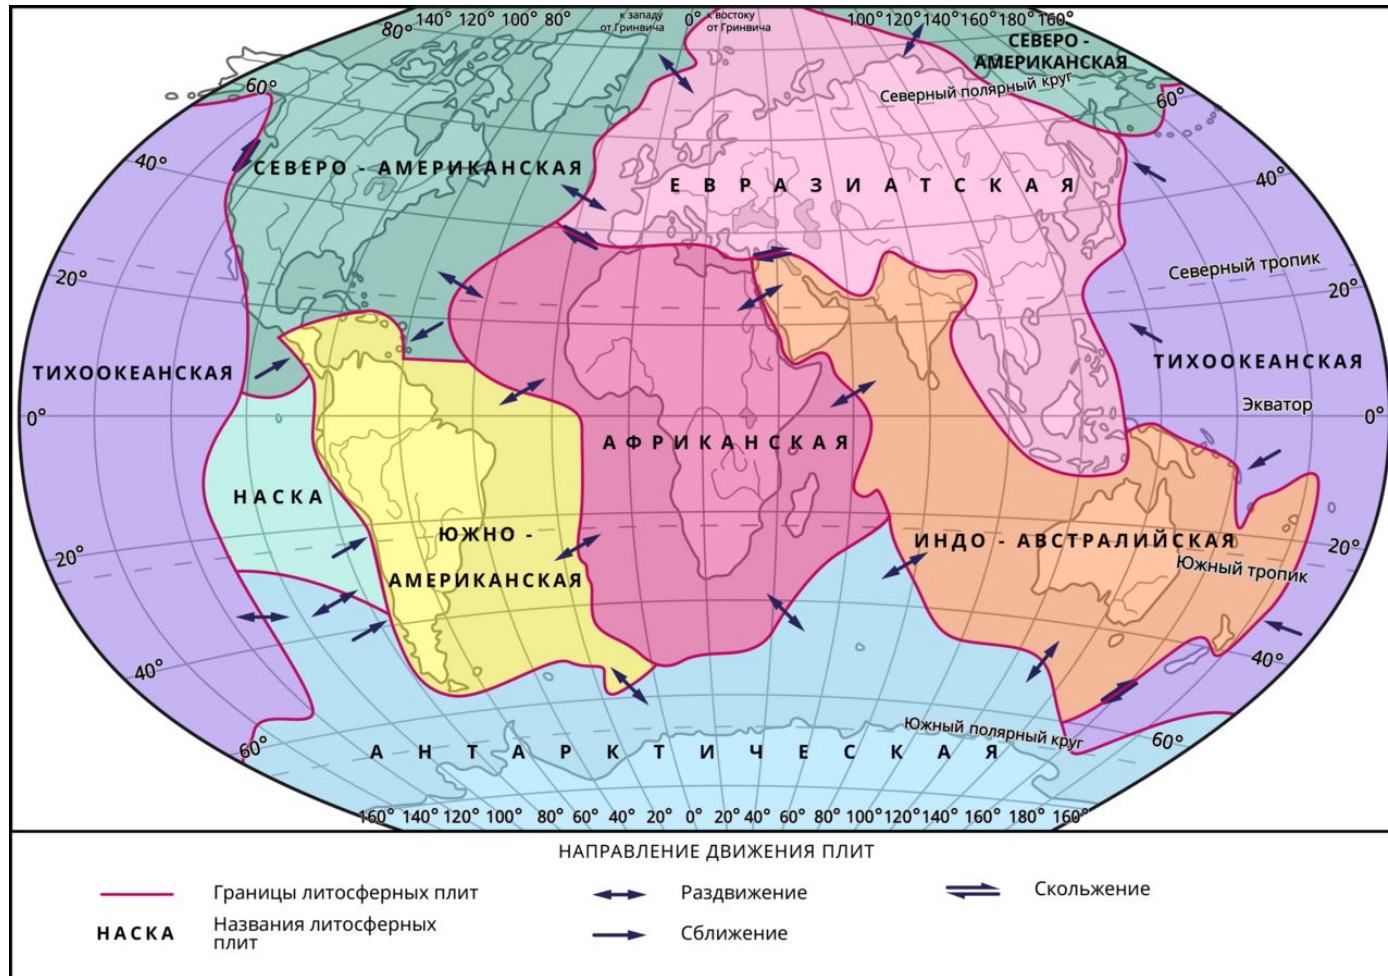 140° 120° 100° 80°
к западу от Гринвича
0°
к востоку от Гринвича
100° 120° 140° 160° 180° 160°
80°
СЕВЕРО - АМЕРИКАНСКАЯ
Северный полярный круг
60°
60°
40°
СЕВЕРО - АМЕРИКАНСКАЯ
ЕВРАЗИАТСКАЯ
40°
Северный тропик
20°
20°
ТИХООКЕАНСКАЯ
ТИХООКЕАНСКАЯ
Экватор
0°
0°
АФРИКАНСКАЯ
НАСКА
ЮЖНО -
АМЕРИКАНСКАЯ
ИНДО - АВСТРАЛИЙСКАЯ
Южный тропик
20°
20°
40°
40°
Южный полярный круг
60°
60°
АНТАРКТИЧЕСКАЯ
160° 140° 120° 100° 80° 60° 40° 20° 0° 20° 40° 60° 80° 100° 120° 140° 160° 180° 160°
НАПРАВЛЕНИЕ ДВИЖЕНИЯ ПЛИТ
Границы литосферных плит
Раздвижение
Скольжение
НАСКА
Названия литосферных
плит
Сближение